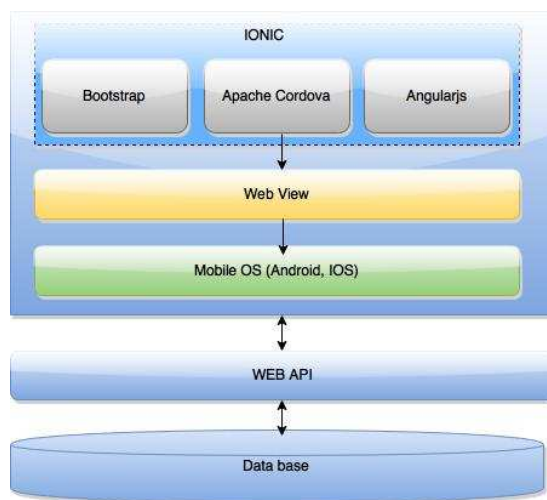 IONIC
Bootstrap
Apache Cordova
Angularjs
Web View
Mobile OS (Android, IOS)
WEB API
Data base